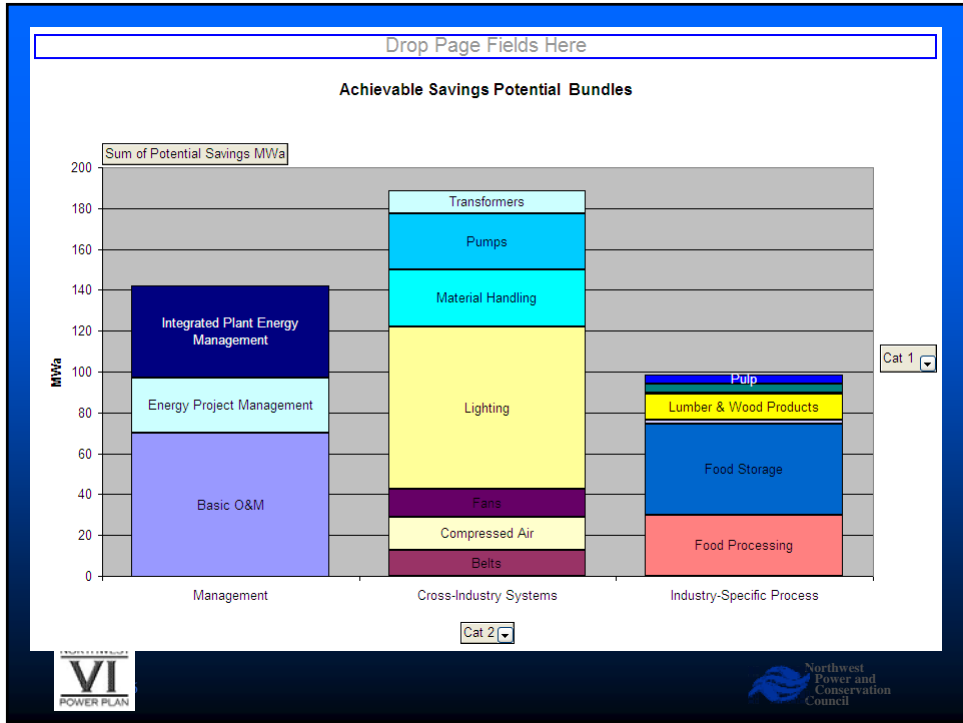 Drop Page Fields Here
Achievable Savings Potential Bundles
Sum of Potential Savings MWa
200
180
160
140
120
100
80
60
40
20
0
MWa
Integrated Plant Energy
Management
Energy Project Management
Basic O&M
Transformers
Pumps
Material Handling
Lighting
Fans
Compressed Air
Belts
Pulp
Lumber & Wood Products
Food Storage
Food Processing
Cat 1
Management
Cross-Industry Systems
Industry-Specific Process
Cat 2
NORTHWEST
VI
POWER PLAN
Northwest
Power and
Conservation
Council